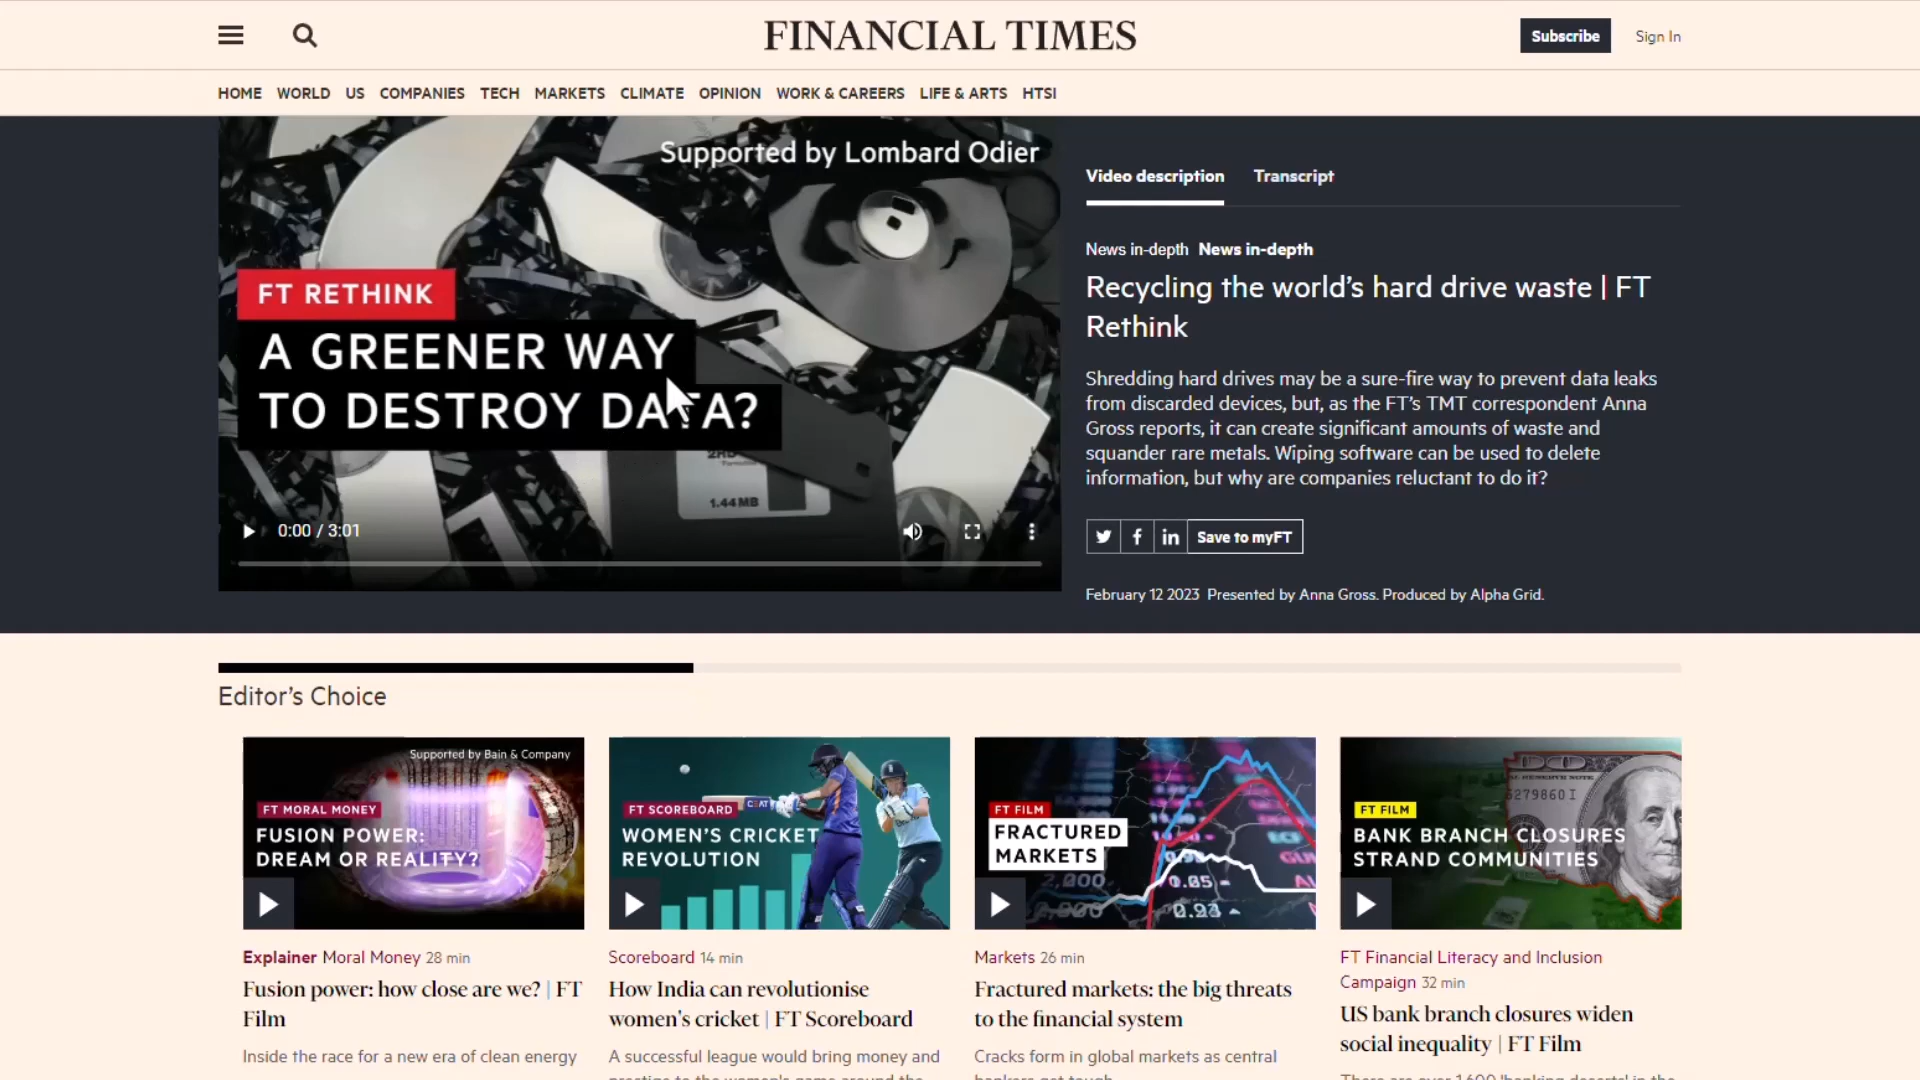 FINANCIAL TIMES
Subscribe
Sign In
HOME WORLD US COMPANIES TECH MARKETS CLIMATE OPINION WORK & CAREERS LIFE & ARTS HTSI
Supported by Lombard Odier
FT RETHINK
A GREENER WAY
TO DESTROY DATA?
1.44MB
0:00 / 3:01
Video description Transcript
News in-depth News in-depth
Recycling the world's hard drive waste | FT
Rethink
Shredding hard drives may be a sure-fire way to prevent data leaks
from discarded devices, but, as the FT's TMT correspondent Anna
Gross reports, it can create significant amounts of waste and
squander rare metals. Wiping software can be used to delete
information, but why are companies reluctant to do it?
Save to myFT
February 12 2023 Presented by Anna Gross. Produced by Alpha Grid.
Editor's Choice
Supported by Bain & Company
FT MORAL MONEY
FUSION POWER:
DREAM OR REALITY?
Explainer Moral Money 28 min
Fusion power: how close are we? | FT
Film
Inside the race for a new era of clean energy
CEAT
FT SCOREBOARD
WOMEN'S CRICKET
REVOLUTION
Scoreboard 14 min
How India can revolutionise
women's cricket | FT Scoreboard
A successful league would bring money and
FT FILM
FRACTURED
MARKETS
Markets 26 min
Fractured markets: the big threats
to the financial system
Cracks form in global markets as central
FT FILM
BANK BRANCH CLOSURES
STRAND COMMUNITIES
FT Financial Literacy and Inclusion
Campaign 32 min
US bank branch closures widen
social inequality | FT Film